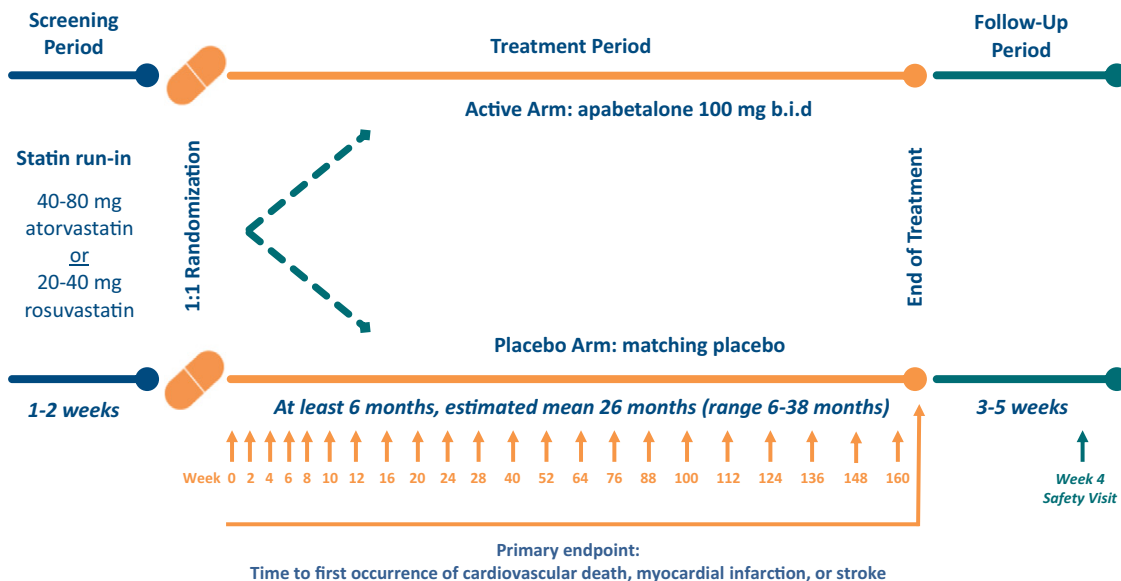 Screening
Period
Treatment Period
Follow-Up
Period
Active Arm: apabetalone 100 mg b.i.d
Statin run-in
40-80 mg
atorvastatin
or
20-40 mg
rosuvastatin
1:1 Randomization
End of Treatment
Placebo Arm: matching placebo
1-2 weeks
At least 6 months, estimated mean 26 months (range 6-38 months)
3-5 weeks
Week 0 2 4 6 8 10 12 16 20 24 28 40 52 64 76 88 100 112 124 136 148 160
Week 4
Safety Visit
Primary endpoint:
Time to first occurrence of cardiovascular death, myocardial infarction, or stroke